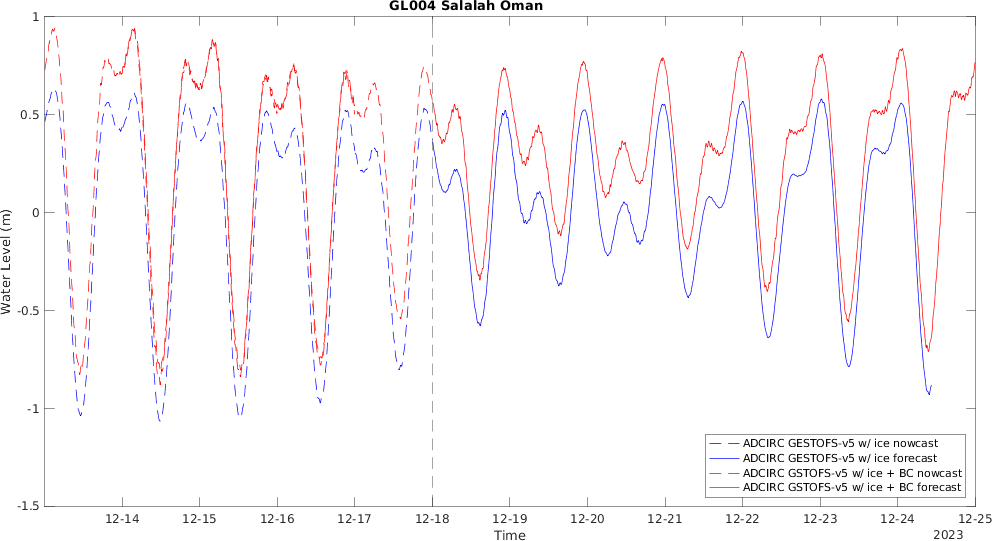 GL004 Salalah Oman
1
0.5
0
-0.5
-1
-1.5
Water Level (m)
12-14 12-15 12-16 12-17 12-18 12-19 12-20 12-21 12-22 12-23 12-24 12-25
Time
2023
ADCIRC GESTOFS-v5 w/ ice nowcast
ADCIRC GESTOFS-v5 w/ ice forecast
ADCIRC GSTOFS-v5 w/ ice + BC nowcast
ADCIRC GSTOFS-v5 w/ ice + BC forecast